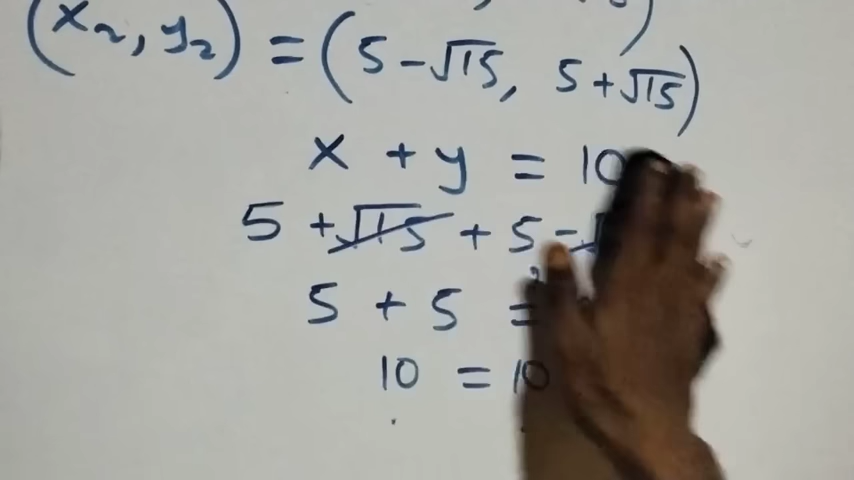 (x₂, y₂) = (5 - √15, 5 + √15)
x + y = 10
5 + √15 + 5 -
5 + 5 =
10 = 10